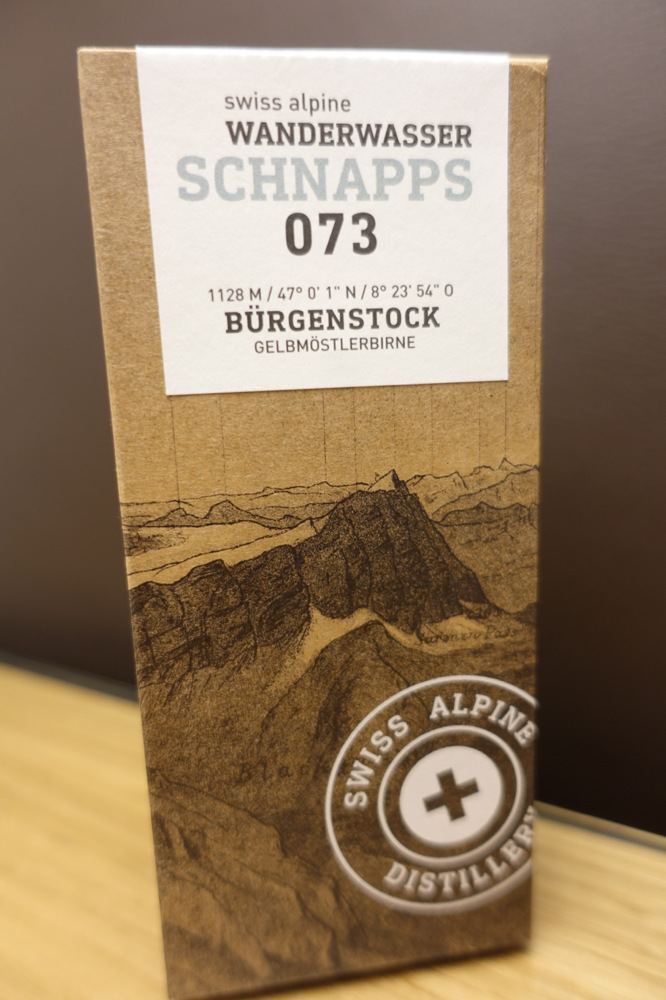 swiss alpine
WANDERWASSER
SCHNAPPS
073
1128 M / 47° 0' 1" N / 8° 23' 54" O
BÜRGENSTOCK
GELBMÖSTLERBIRNE
SWISS ALPINE
DISTILLERY